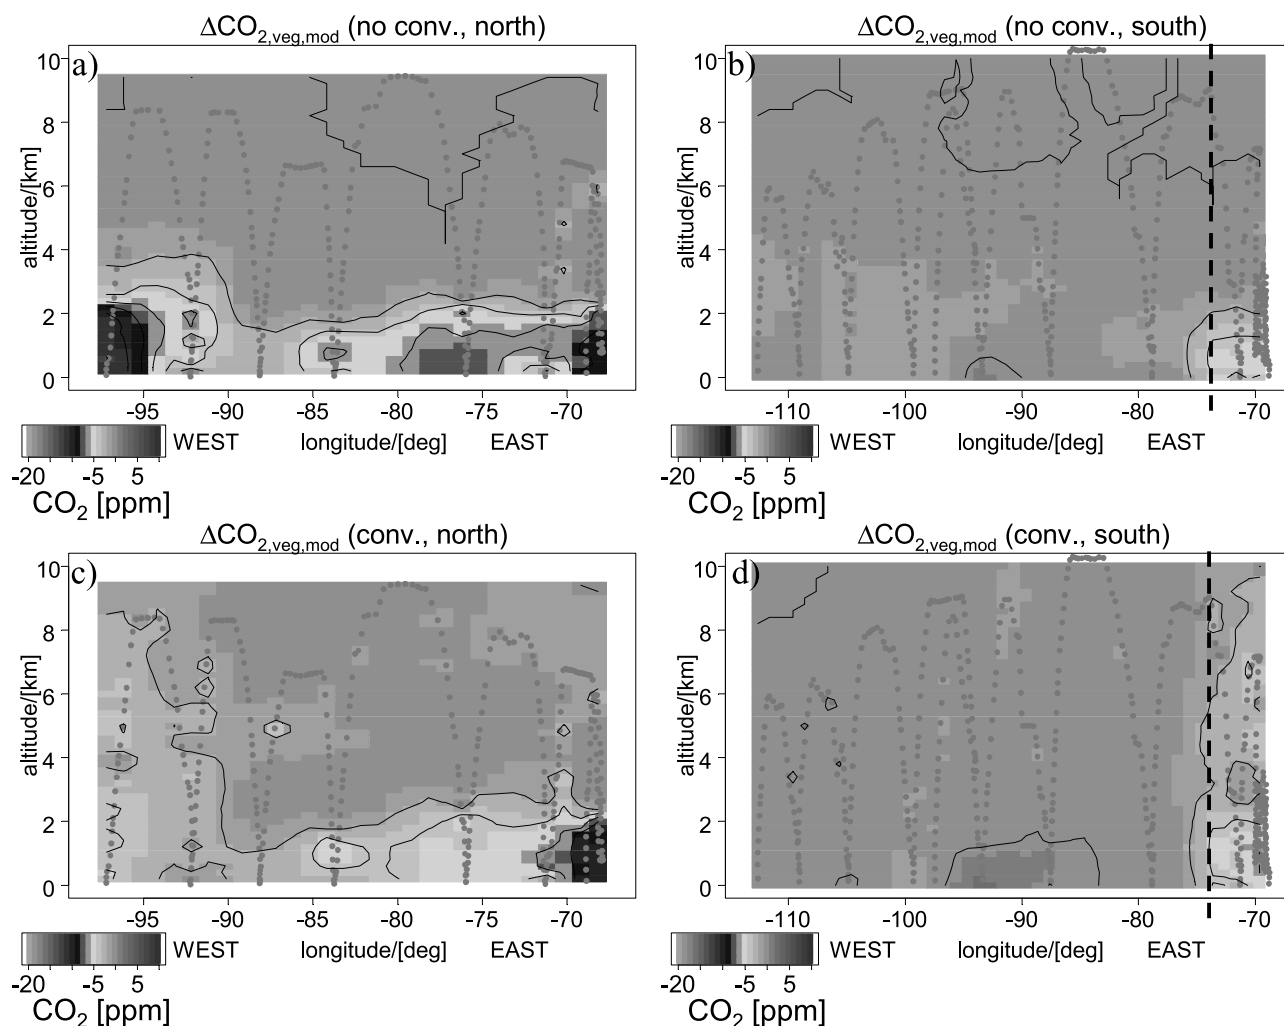 ΔCO2,veg,mod (no conv., north)
a)
altitude/[km]
10
8
6
4
2
0
-95 -90 -85 -80 -75 -70
WEST longitude/[deg] EAST
-20 -5 5
CO2 [ppm]
ΔCO2,veg,mod (no conv., south)
b)
altitude/[km]
10
8
6
4
2
0
-110 -100 -90 -80 -70
WEST longitude/[deg] EAST
-20 -5 5
CO2 [ppm]
ΔCO2,veg,mod (conv., north)
c)
altitude/[km]
10
8
6
4
2
0
-95 -90 -85 -80 -75 -70
WEST longitude/[deg] EAST
-20 -5 5
CO2 [ppm]
ΔCO2,veg,mod (conv., south)
d)
altitude/[km]
10
8
6
4
2
0
-110 -100 -90 -80 -70
WEST longitude/[deg] EAST
-20 -5 5
CO2 [ppm]